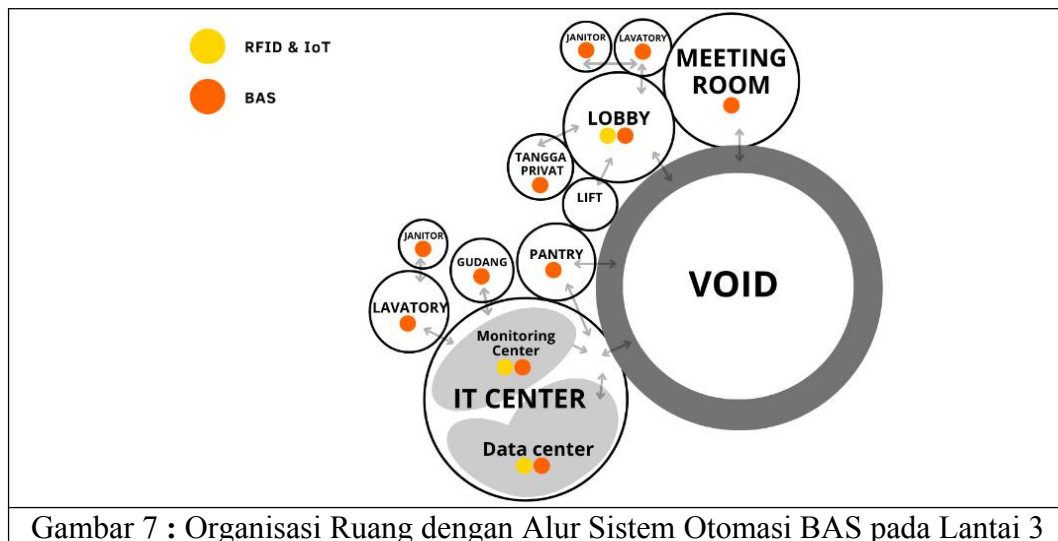 RFID & IoT
BAS
JANITOR
LAVATORY
MEETING
ROOM
LOBBY
TANGGA
PRIVAT
LIFT
JANITOR
GUDANG
PANTRY
LAVATORY
VOID
Monitoring
Center
IT CENTER
Data center
Gambar 7 : Organisasi Ruang dengan Alur Sistem Otomasi BAS pada Lantai 3